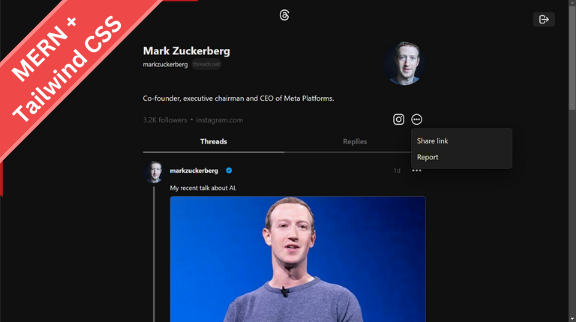 MERN +
Tailwind CSS
Mark Zuckerberg
markzuckerberg threads.net
Co-founder, executive chairman and CEO of Meta Platforms.
3.2K followers • instagram.com
Share link
Report
Threads Replies
markzuckerberg 1d
My recent talk about AI.